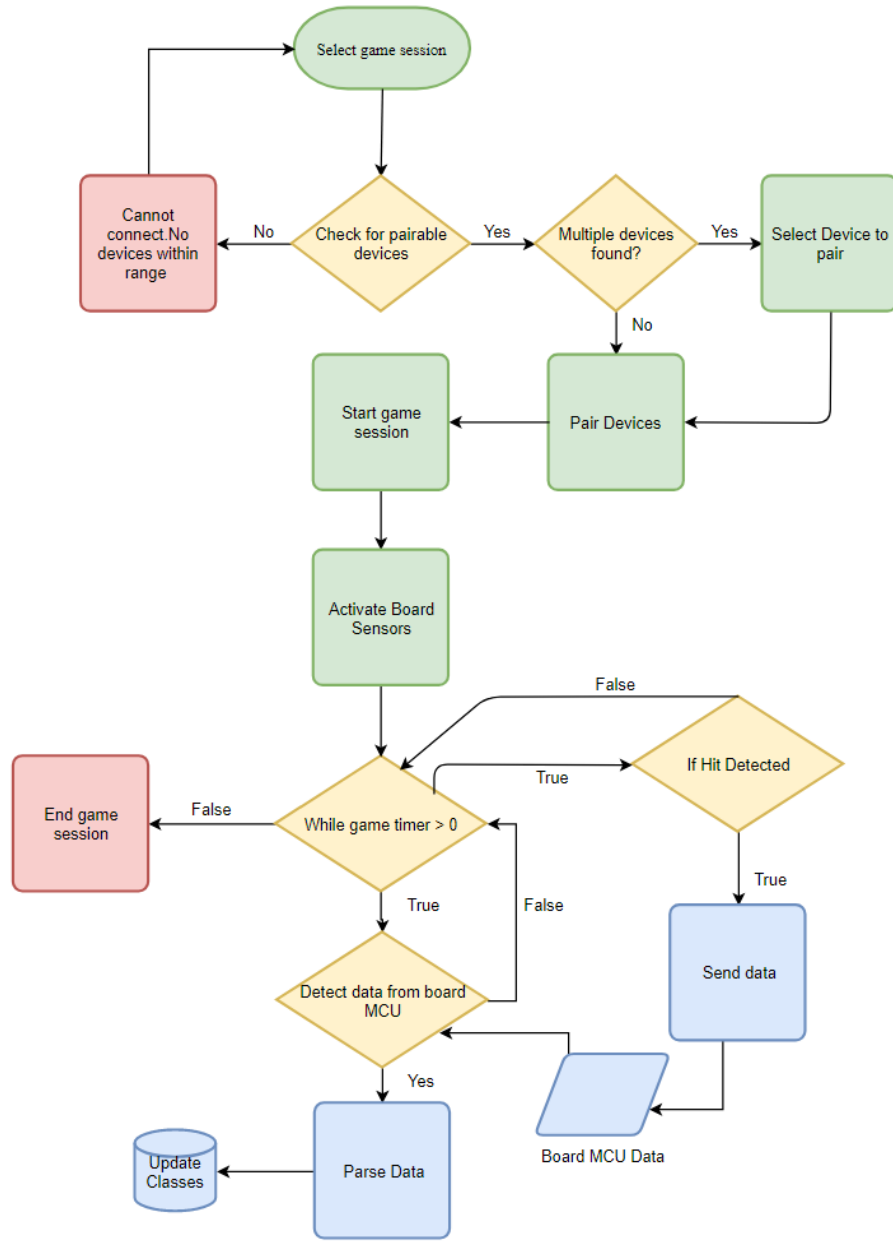 Select game session
Cannot
connect.No
devices within
range
No
Check for pairable
devices
Yes
Multiple devices
found?
Yes
Select Device to
pair
No
Start game
session
Pair Devices
Activate Board
Sensors
False
If Hit Detected
True
End game
session
False
While game timer > 0
True
False
True
Send data
Detect data from board
MCU
Yes
Update
Classes
Parse Data
Board MCU Data